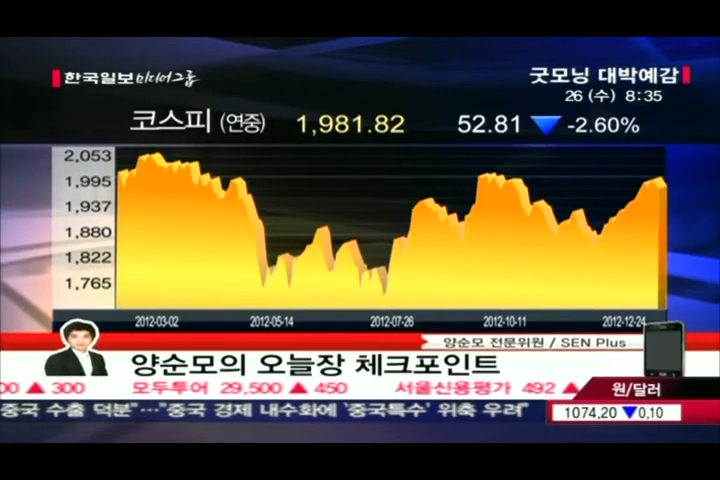 한국일보 미디어그룹
굿모닝 대박예감
26 (수) 8:35
코스피 (연중) 1,981.82 52.81 ▼ -2.60%
2,053
1,995
1,937
1,880
1,822
1,765
2012-03-02 2012-05-14 2012-07-26 2012-10-11 2012-12-24
양순모 전문위원 / SEN Plus
양순모의 오늘장 체크포인트
00 ▲ 300 모두투어 29,500 ▲ 450 서울신용평가 492 ▲
원/달러
중국 수출 덕분"…"중국 경제 내수화에 '중국특수' 위축 우려"
1074.20 ▼ 0.10